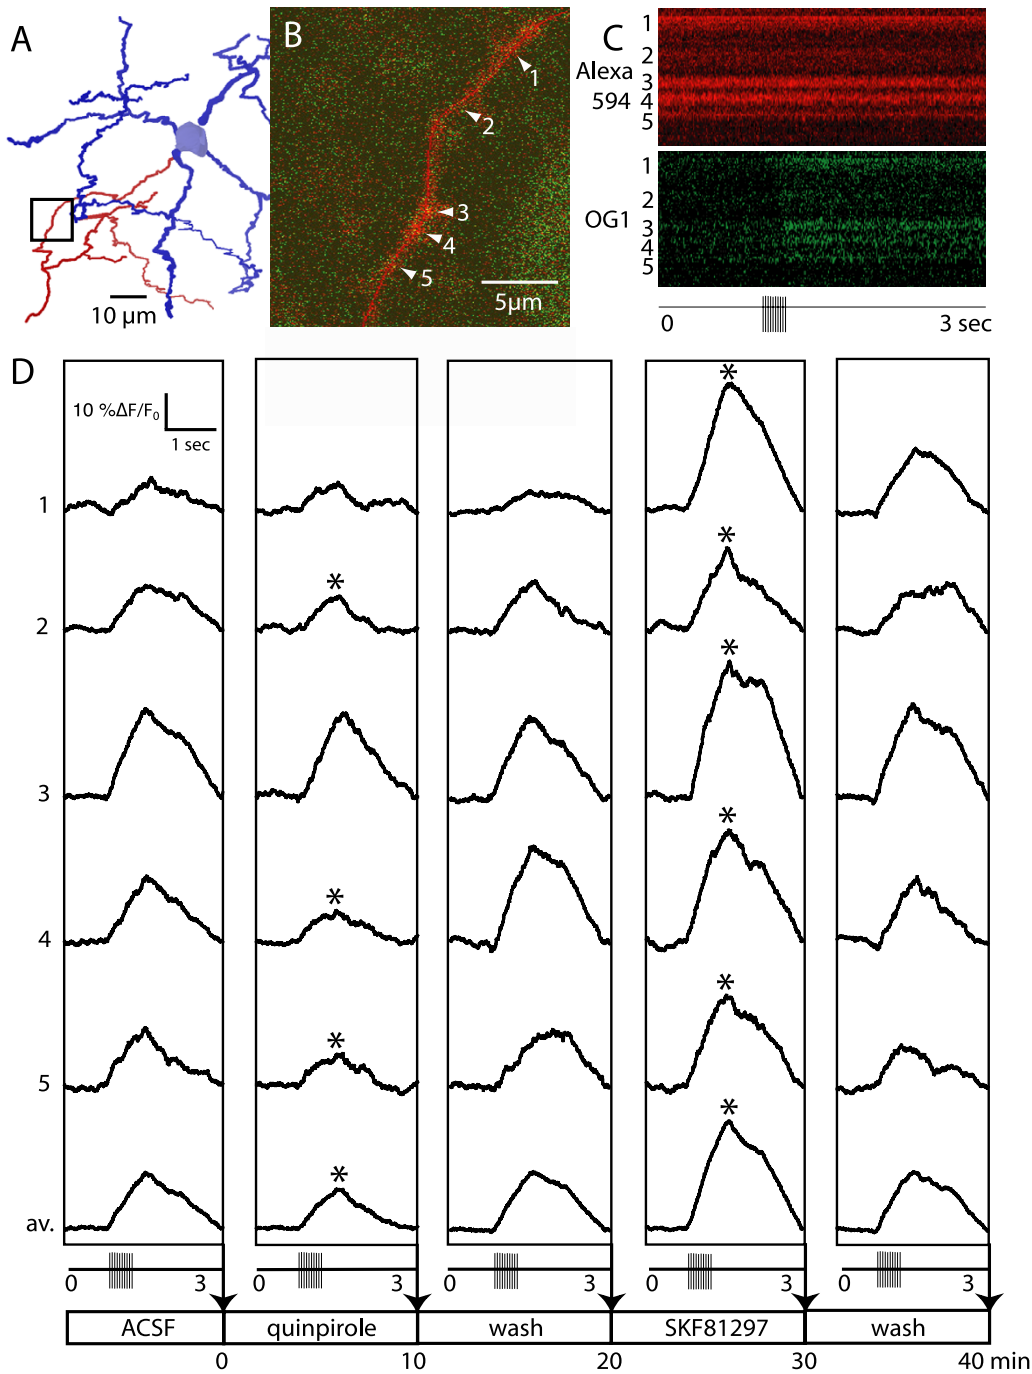 A
10 µm
B
1
2
3
4
5
5µm
C
Alexa
594
1
2
3
4
5
OG1
1
2
3
4
5
0 3 sec
D
10 %ΔF/F₀
1 sec
1
*
2
* *
3
*
4
* *
5
* *
av.
* *
0 3 0 3 0 3 0 3 0 3
ACSF quinpirole wash SKF81297 wash
0 10 20 30 40 min